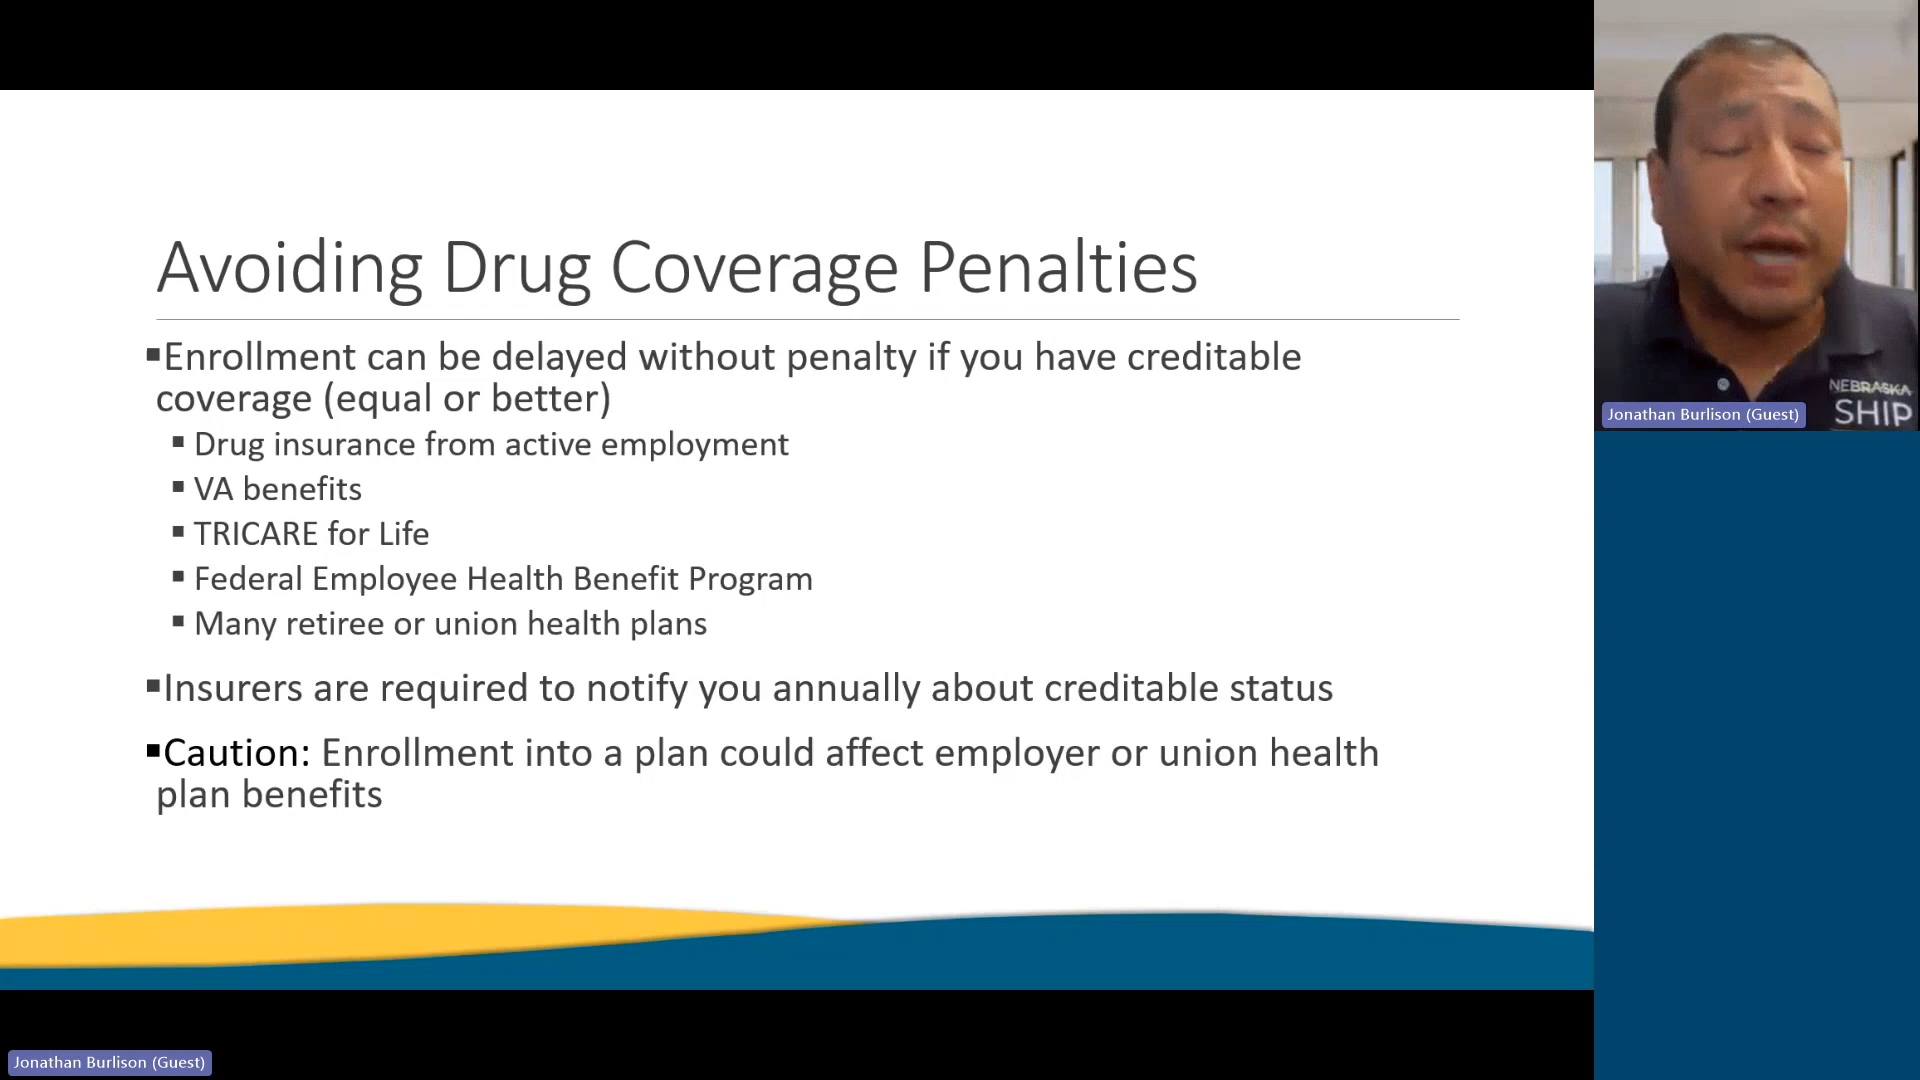 Avoiding Drug Coverage Penalties
▪Enrollment can be delayed without penalty if you have creditable
coverage (equal or better)
▪ Drug insurance from active employment
▪ VA benefits
▪ TRICARE for Life
▪ Federal Employee Health Benefit Program
▪ Many retiree or union health plans
▪Insurers are required to notify you annually about creditable status
▪Caution: Enrollment into a plan could affect employer or union health
plan benefits
NEBRASKA
SHIP
Jonathan Burlison (Guest)
Jonathan Burlison (Guest)